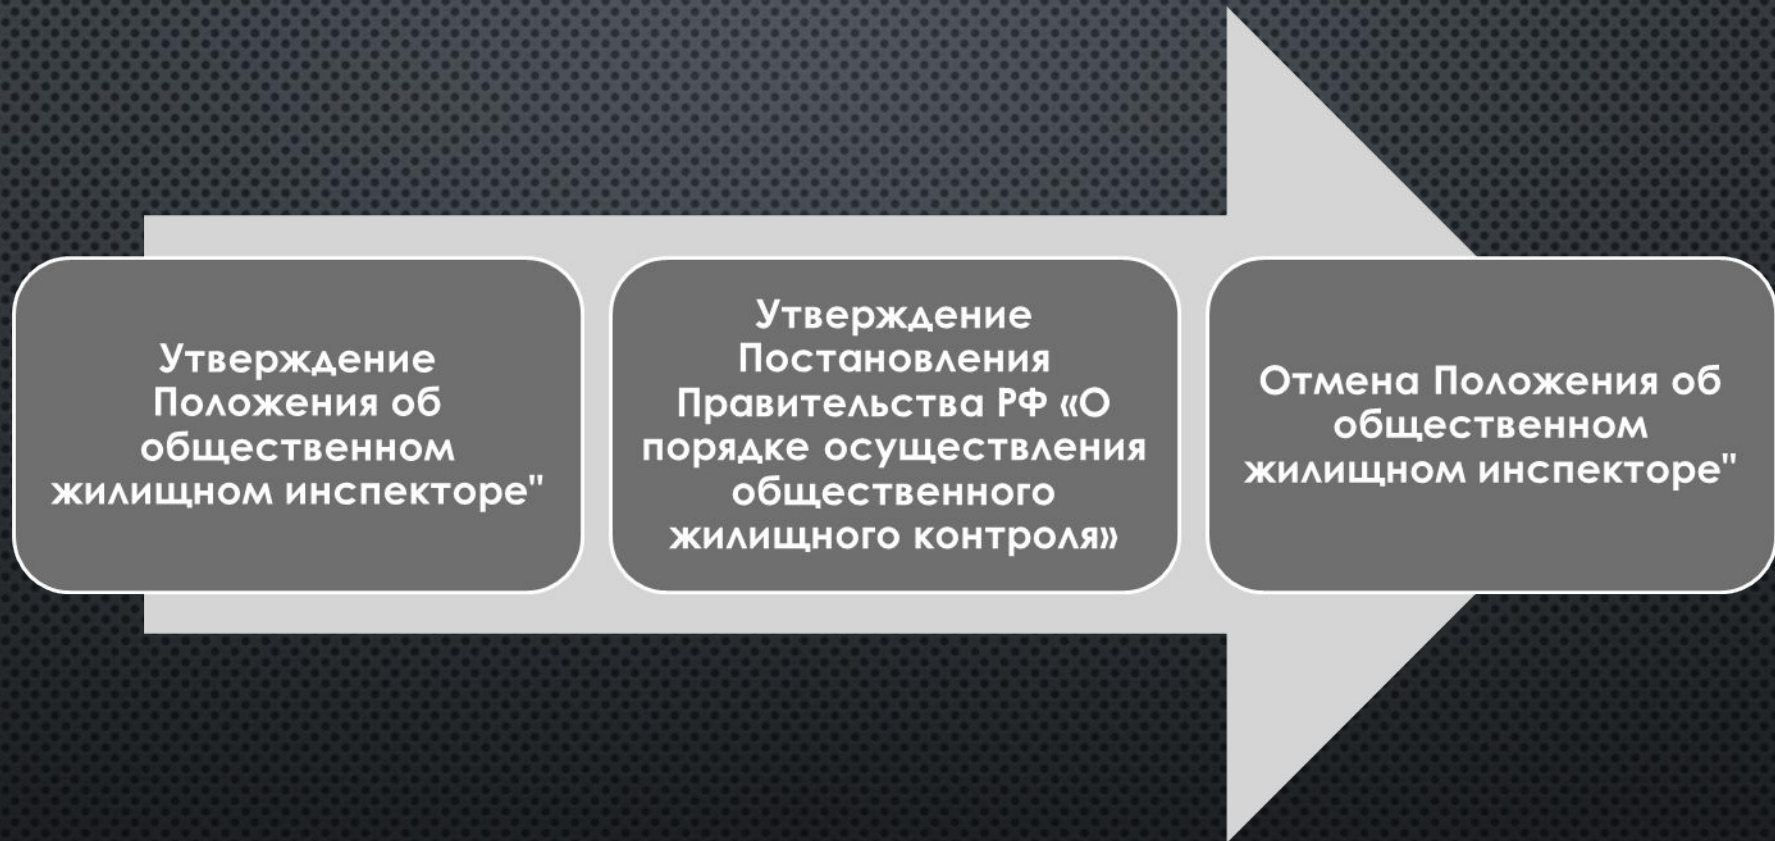 Утверждение
Положения об
общественном
жилищном инспекторе"
Утверждение
Постановления
Правительства РФ «О
порядке осуществления
общественного
жилищного контроля»
Отмена Положения об
общественном
жилищном инспекторе"